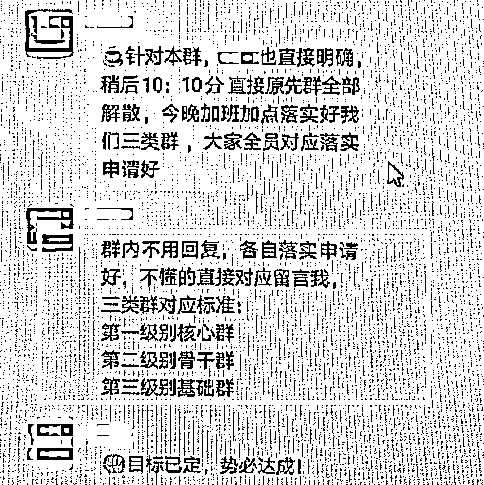 针对本群，也直接明确，
稍后10：10分直接原先群全部
解散，今晚加班加点落实好我
们三类群，大家全员对应落实
申请好
群内不用回复，各自落实申请
好，不懂的直接对应留言我，
三类群对应标准：
第一级别核心群
第二级别骨干群
第三级别基础群
目标已定，势必达成！